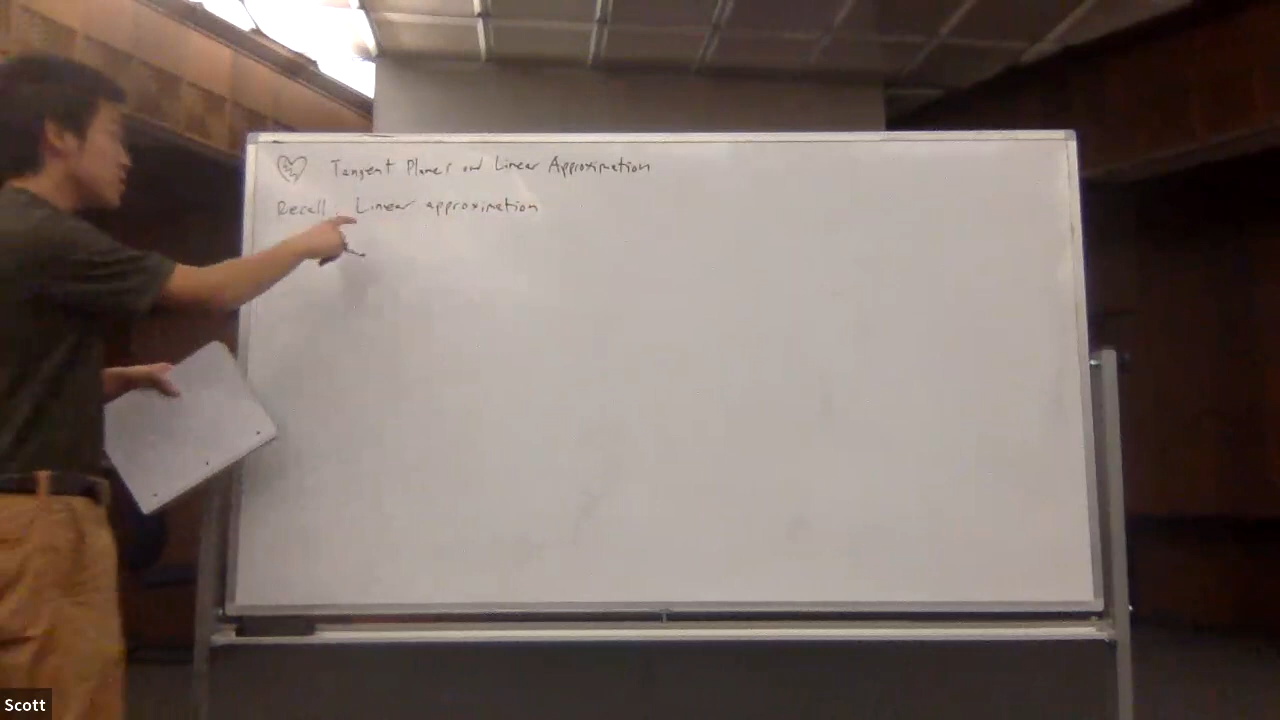 Tangent Planes and Linear Approximation
Recall. Linear approximation
Scott